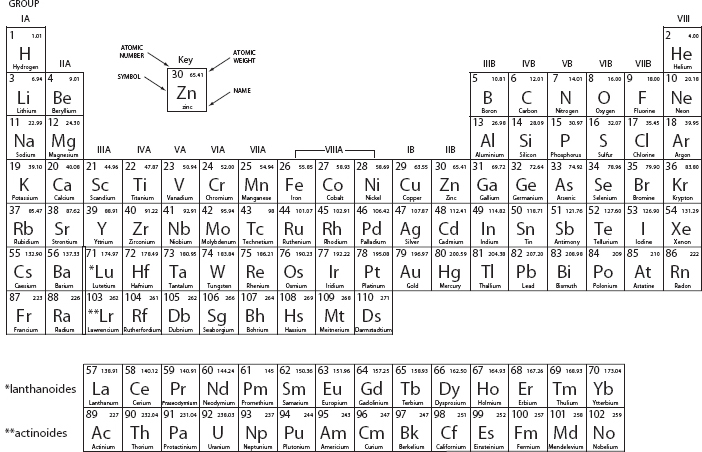 GROUP
IA VIII
1 1.01 2 4.00
H He
Hydrogen Helium
IIA IIIB IVB VB VIB VIIB
ATOMIC NUMBER Key ATOMIC WEIGHT
SYMBOL 30 65.41 NAME
Zn
zinc
3 6.94 4 9.01 5 10.81 6 12.01 7 14.01 8 16.00 9 18.00 10 20.18
Li Be B C N O F Ne
Lithium Beryllium Boron Carbon Nitrogen Oxygen Fluorine Neon
11 22.99 12 24.30 13 26.98 14 28.09 15 30.97 16 32.07 17 35.45 18 39.95
Na Mg Al Si P S Cl Ar
Sodium Magnesium Aluminium Silicon Phosphorus Sulfur Chlorine Argon
IIIA IVA VA VIA VIIA VIIIA IB IIB
19 39.10 20 40.08 21 44.96 22 47.87 23 50.94 24 52.00 25 54.94 26 55.85 27 58.93 28 58.69 29 63.55 30 65.41 31 69.72 32 72.64 33 74.92 34 78.96 35 79.90 36 83.80
K Ca Sc Ti V Cr Mn Fe Co Ni Cu Zn Ga Ge As Se Br Kr
Potassium Calcium Scandium Titanium Vanadium Chromium Manganese Iron Cobalt Nickel Copper Zinc Gallium Germanium Arsenic Selenium Bromine Krypton
37 85.47 38 87.62 39 88.91 40 91.22 41 92.91 42 95.94 43 98 44 101.07 45 102.91 46 106.42 47 107.87 48 112.41 49 114.82 50 118.71 51 121.76 52 127.60 53 126.90 54 131.29
Rb Sr Y Zr Nb Mo Tc Ru Rh Pd Ag Cd In Sn Sb Te I Xe
Rubidium Strontium Yttrium Zirconium Niobium Molybdenum Technetium Ruthenium Rhodium Palladium Silver Cadmium Indium Tin Antimony Tellurium Iodine Xenon
55 132.90 56 137.33 71 174.97 72 178.49 73 180.95 74 183.84 75 186.21 76 190.23 77 192.22 78 195.08 79 196.97 80 200.59 81 204.38 82 207.20 83 208.98 84 209 85 210 86 222
Cs Ba *Lu Hf Ta W Re Os Ir Pt Au Hg Tl Pb Bi Po At Rn
Caesium Barium Lutetium Hafnium Tantalum Tungsten Rhenium Osmium Iridium Platinum Gold Mercury Thallium Lead Bismuth Polonium Astatine Radon
87 223 88 226 103 262 104 261 105 262 106 266 107 264 108 269 109 268 110 271
Fr Ra **Lr Rf Db Sg Bh Hs Mt Ds
Francium Radium Lawrencium Rutherfordium Dubnium Seaborgium Bohrium Hassium Meitnerium Darmstadtium
57 138.91 58 140.12 59 140.91 60 144.24 61 145 62 150.36 63 151.96 64 157.25 65 158.93 66 162.50 67 164.93 68 167.26 69 168.93 70 173.04
*lanthanoides La Ce Pr Nd Pm Sm Eu Gd Tb Dy Ho Er Tm Yb
Lanthanum Cerium Praseodymium Neodymium Promethium Samarium Europium Gadolinium Terbium Dysprosium Holmium Erbium Thulium Ytterbium
89 227 90 232.04 91 231.04 92 238.03 93 237 94 244 95 243 96 247 97 247 98 251 99 252 100 257 101 258 102 259
**actinoides Ac Th Pa U Np Pu Am Cm Bk Cf Es Fm Md No
Actinium Thorium Protactinium Uranium Neptunium Plutonium Americium Curium Berkelium Californium Einsteinium Fermium Mendelevium Nobelium